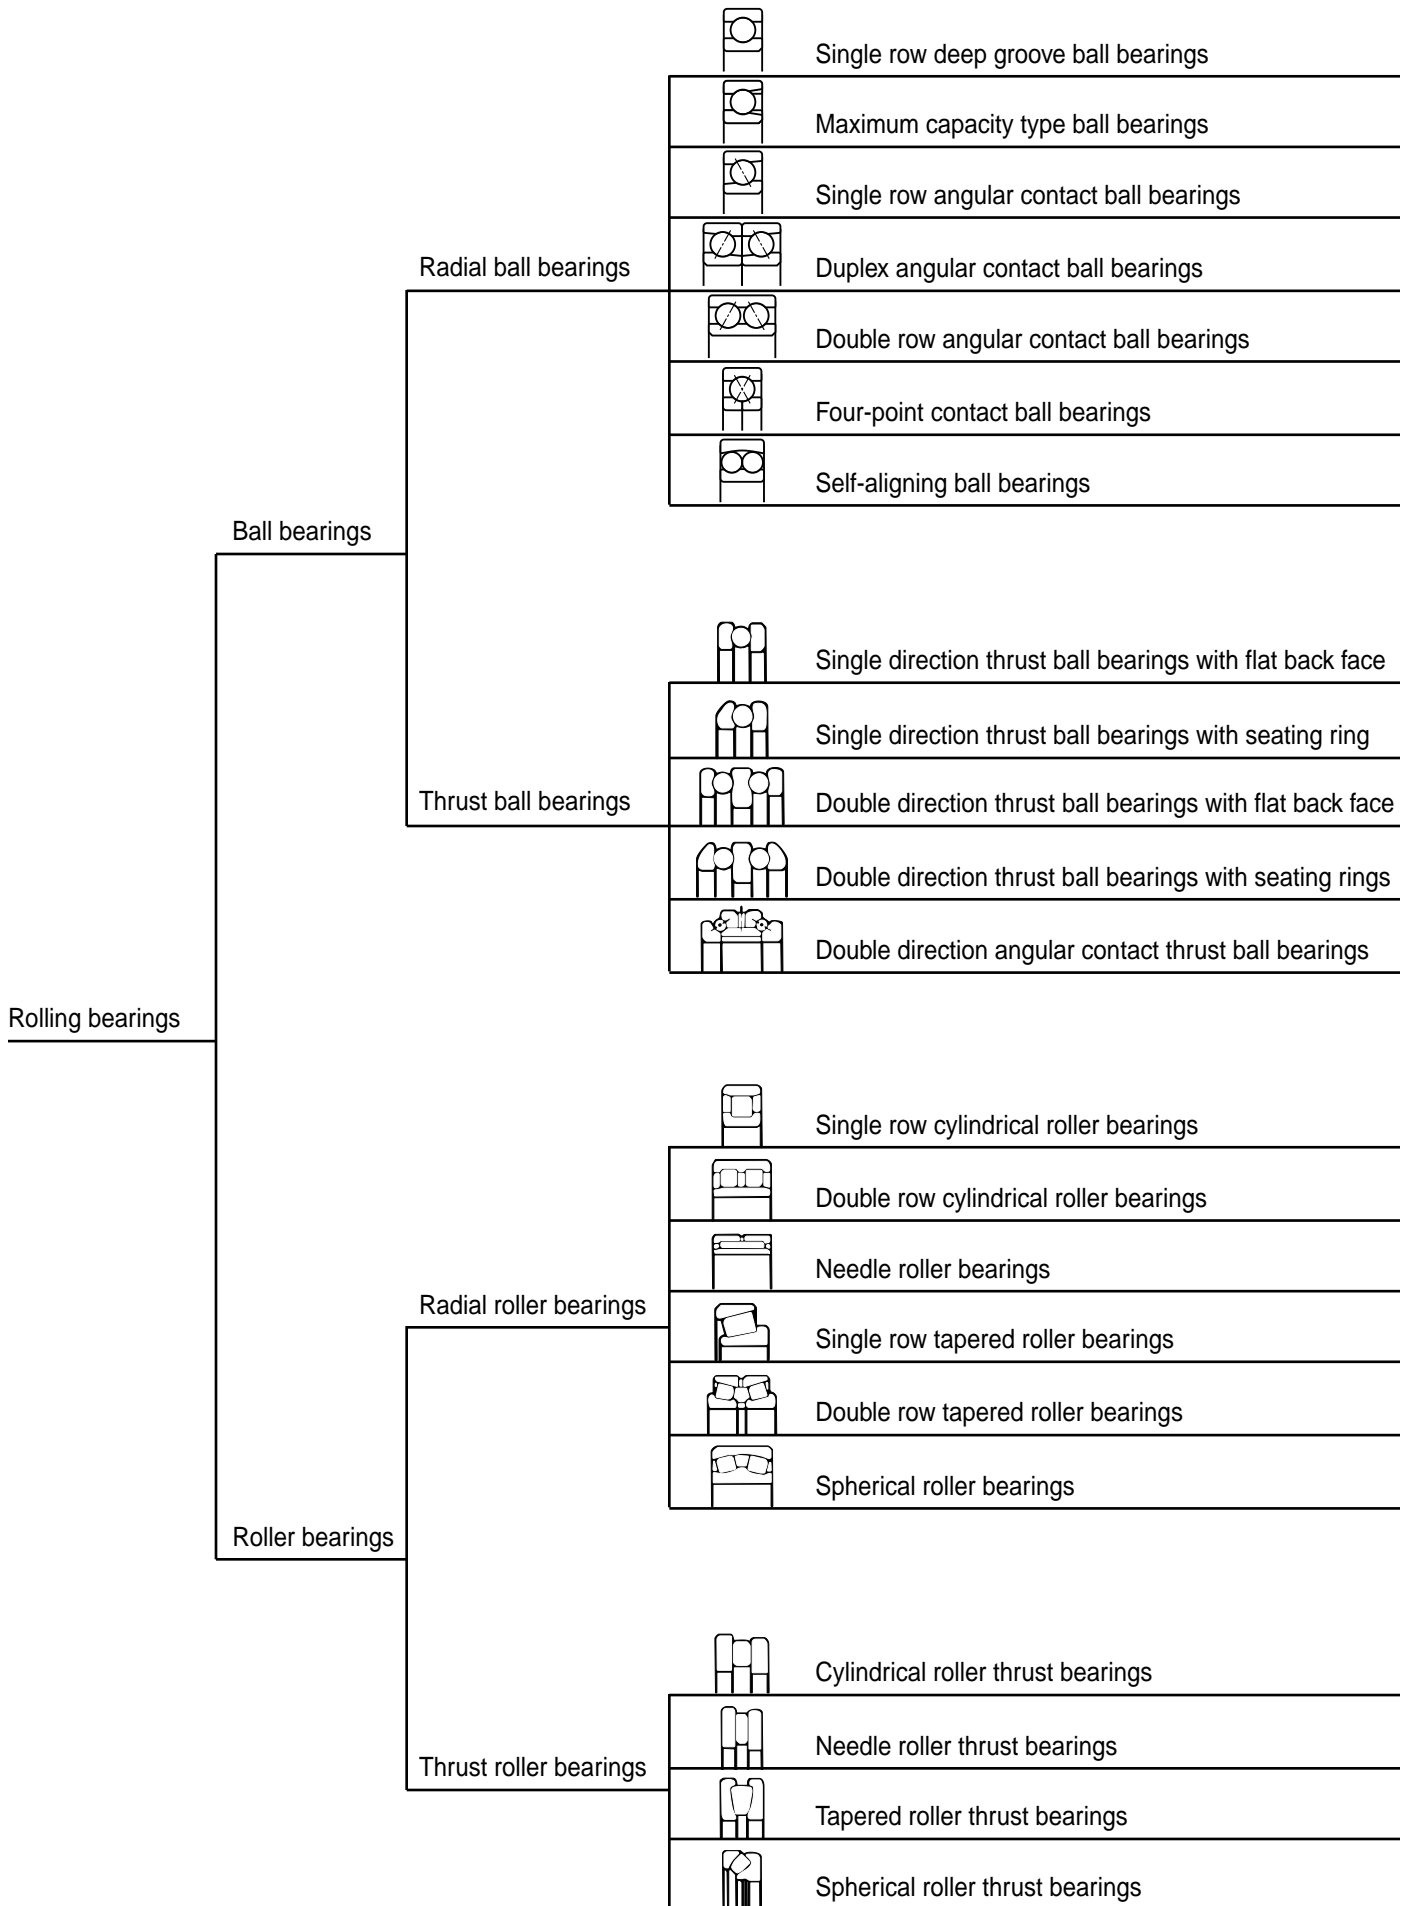 Single row deep groove ball bearings
Maximum capacity type ball bearings
Single row angular contact ball bearings
Radial ball bearings
Duplex angular contact ball bearings
Double row angular contact ball bearings
Four-point contact ball bearings
Self-aligning ball bearings
Ball bearings
Single direction thrust ball bearings with flat back face
Single direction thrust ball bearings with seating ring
Thrust ball bearings
Double direction thrust ball bearings with flat back face
Double direction thrust ball bearings with seating rings
Double direction angular contact thrust ball bearings
Rolling bearings
Single row cylindrical roller bearings
Double row cylindrical roller bearings
Needle roller bearings
Radial roller bearings
Single row tapered roller bearings
Double row tapered roller bearings
Spherical roller bearings
Roller bearings
Cylindrical roller thrust bearings
Needle roller thrust bearings
Thrust roller bearings
Tapered roller thrust bearings
Spherical roller thrust bearings